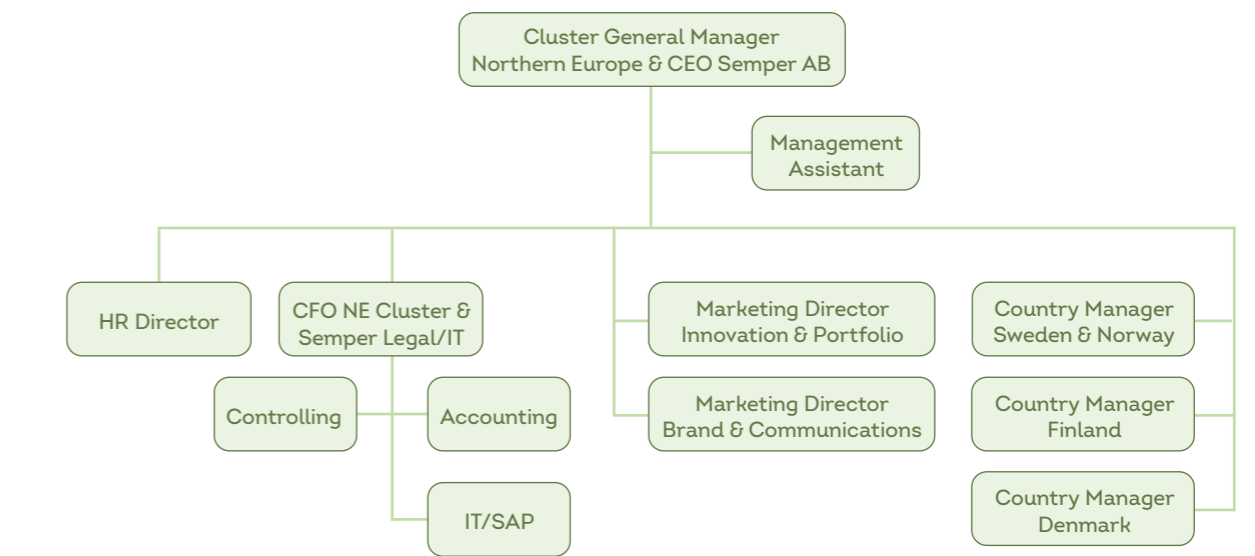 Cluster General Manager
Northern Europe & CEO Semper AB
Management
Assistant
HR Director
CFO NE Cluster &
Semper Legal/IT
Marketing Director
Innovation & Portfolio
Country Manager
Sweden & Norway
Controlling
Accounting
Marketing Director
Brand & Communications
Country Manager
Finland
IT/SAP
Country Manager
Denmark